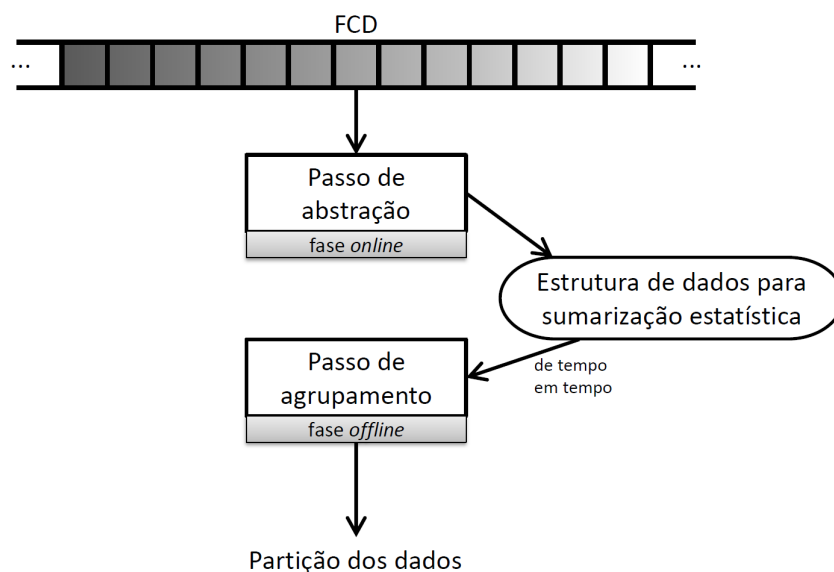 FCD
... ...
Passo de
abstração
fase online
Estrutura de dados para
sumarização estatística
de tempo
em tempo
Passo de
agrupamento
fase offline
Partição dos dados